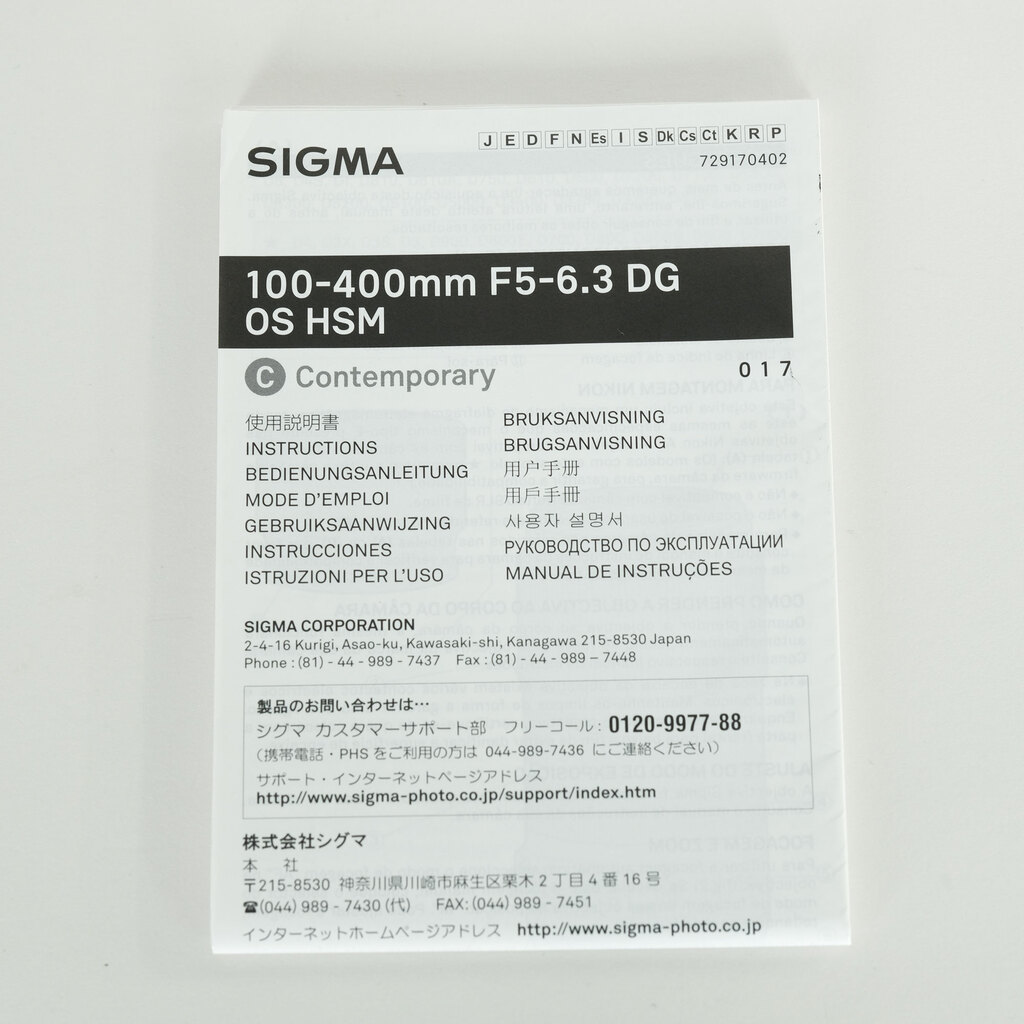 SIGMA
J E D F N Es I S Dk Cs Ct K R P
729170402
100-400mm F5-6.3 DG
OS HSM
C Contemporary
017
使用説明書
INSTRUCTIONS
BEDIENUNGSANLEITUNG
MODE D'EMPLOI
GEBRUIKSAANWIJZING
INSTRUCCIONES
ISTRUZIONI PER L'USO
BRUKSANVISNING
BRUGSANVISNING
用户手册
用戶手冊
사용자 설명서
РУКОВОДСТВО ПО ЭКСПЛУАТАЦИИ
MANUAL DE INSTRUÇÕES
SIGMA CORPORATION
2-4-16 Kurigi, Asao-ku, Kawasaki-shi, Kanagawa 215-8530 Japan
Phone : (81) - 44 - 989 - 7437 Fax : (81) - 44 - 989 – 7448
製品のお問い合わせは…
シグマ カスタマーサポート部 フリーコール : 0120-9977-88
(携帯電話・PHS をご利用の方は 044-989-7436 にご連絡ください)
サポート・インターネットページアドレス
http://www.sigma-photo.co.jp/support/index.htm
株式会社シグマ
本 社
〒215-8530 神奈川県川崎市麻生区栗木 2 丁目 4 番 16 号
☎(044) 989 - 7430 (代) FAX: (044) 989 - 7451
インターネットホームページアドレス http://www.sigma-photo.co.jp